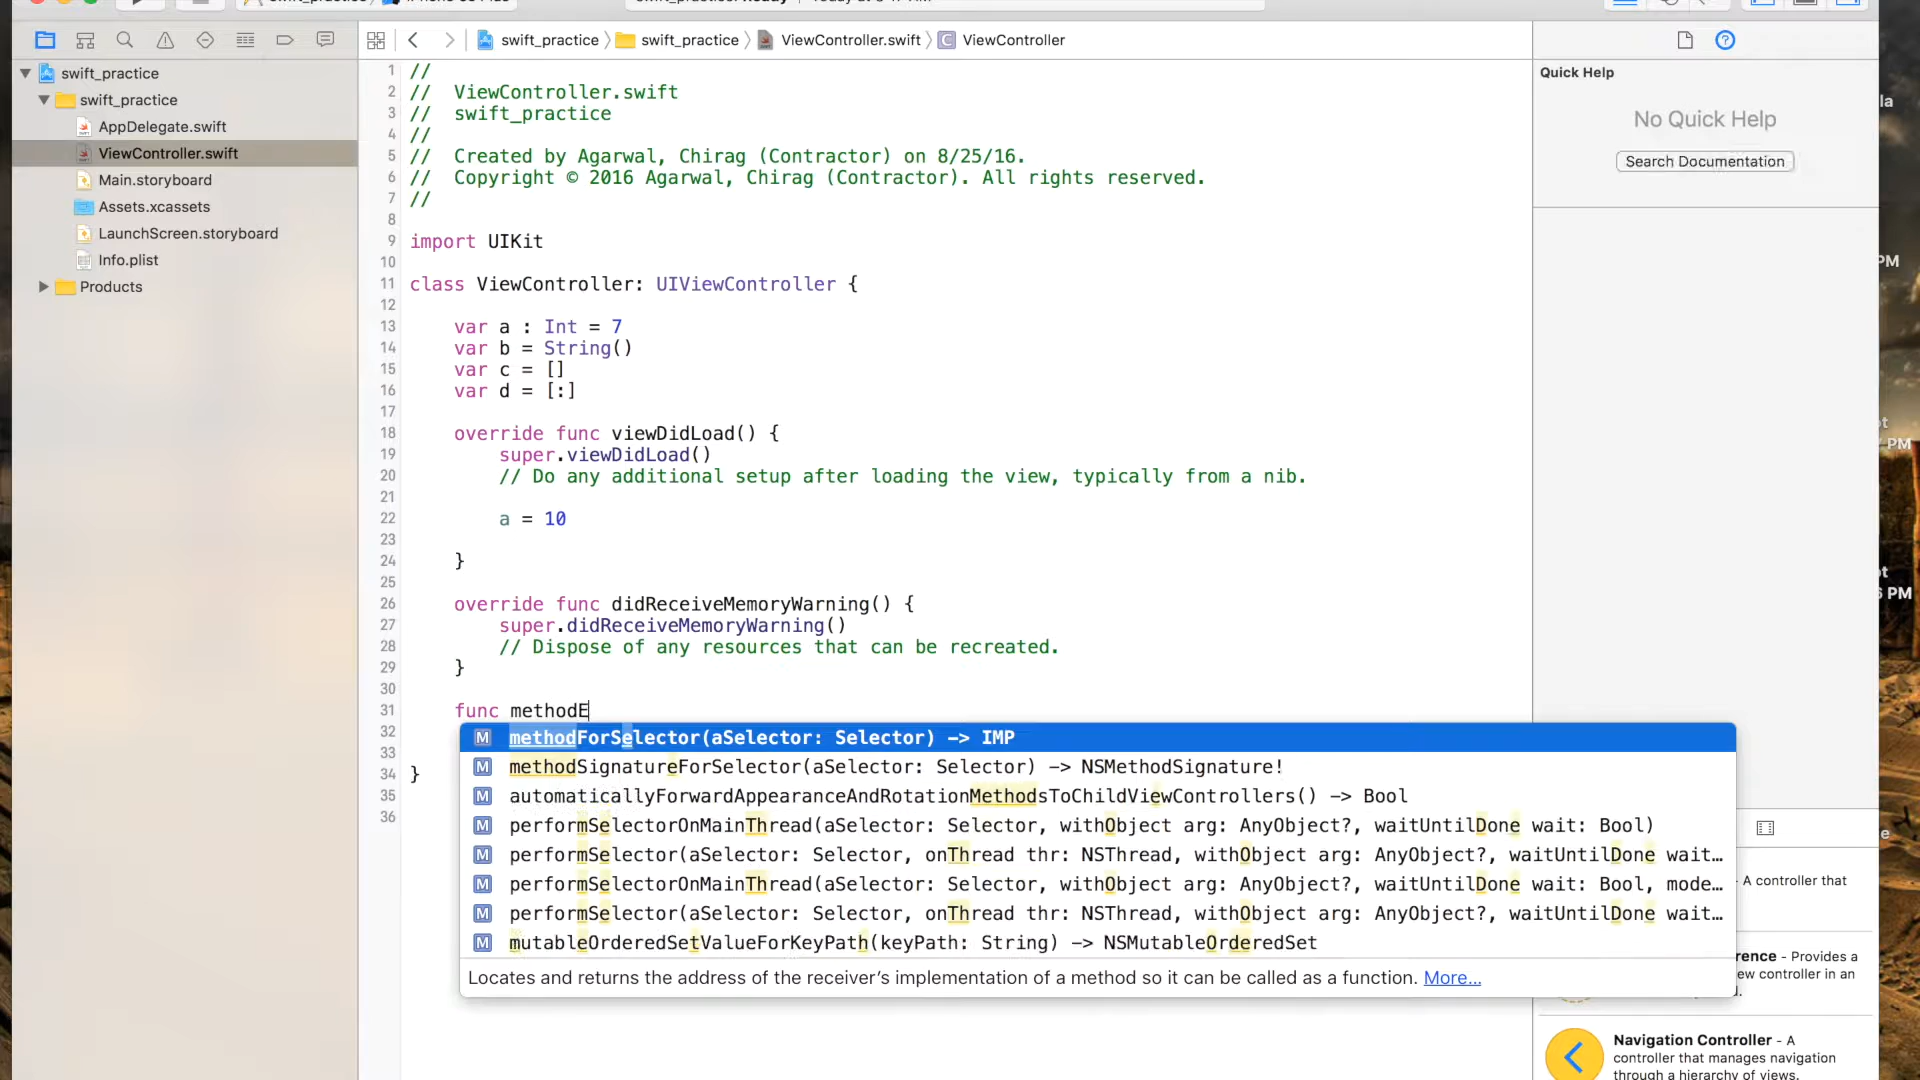 swift_practice
swift_practice
ViewController.swift
ViewController
swift_practice
swift_practice
AppDelegate.swift
ViewController.swift
Main.storyboard
Assets.xcassets
LaunchScreen.storyboard
Info.plist
Products
1 //
2 // ViewController.swift
3 // swift_practice
4 //
5 // Created by Agarwal, Chirag (Contractor) on 8/25/16.
6 // Copyright © 2016 Agarwal, Chirag (Contractor). All rights reserved.
7 //
8
9 import UIKit
10
11 class ViewController: UIViewController {
12
13 var a : Int = 7
14 var b = String()
15 var c = []
16 var d = [:]
17
18 override func viewDidLoad() {
19 super.viewDidLoad()
20 // Do any additional setup after loading the view, typically from a nib.
21
22 a = 10
23
24 }
25
26 override func didReceiveMemoryWarning() {
27 super.didReceiveMemoryWarning()
28 // Dispose of any resources that can be recreated.
29 }
30
31 func methodE
32
33
34 }
35
36
M methodForSelector(aSelector: Selector) -> IMP
M methodSignatureForSelector(aSelector: Selector) -> NSMethodSignature!
M automaticallyForwardAppearanceAndRotationMethodsToChildViewControllers() -> Bool
M performSelectorOnMainThread(aSelector: Selector, withObject arg: AnyObject?, waitUntilDone wait: Bool)
M performSelector(aSelector: Selector, onThread thr: NSThread, withObject arg: AnyObject?, waitUntilDone wait…
M performSelectorOnMainThread(aSelector: Selector, withObject arg: AnyObject?, waitUntilDone wait: Bool, mode…
M performSelector(aSelector: Selector, onThread thr: NSThread, withObject arg: AnyObject?, waitUntilDone wait…
M mutableOrderedSetValueForKeyPath(keyPath: String) -> NSMutableOrderedSet
Locates and returns the address of the receiver's implementation of a method so it can be called as a function. More...
Quick Help
No Quick Help
Search Documentation
- A controller that
rence - Provides a
ew controller in an
Navigation Controller - A
controller that manages navigation
through a hierarchy of views.
PM
PM
PM